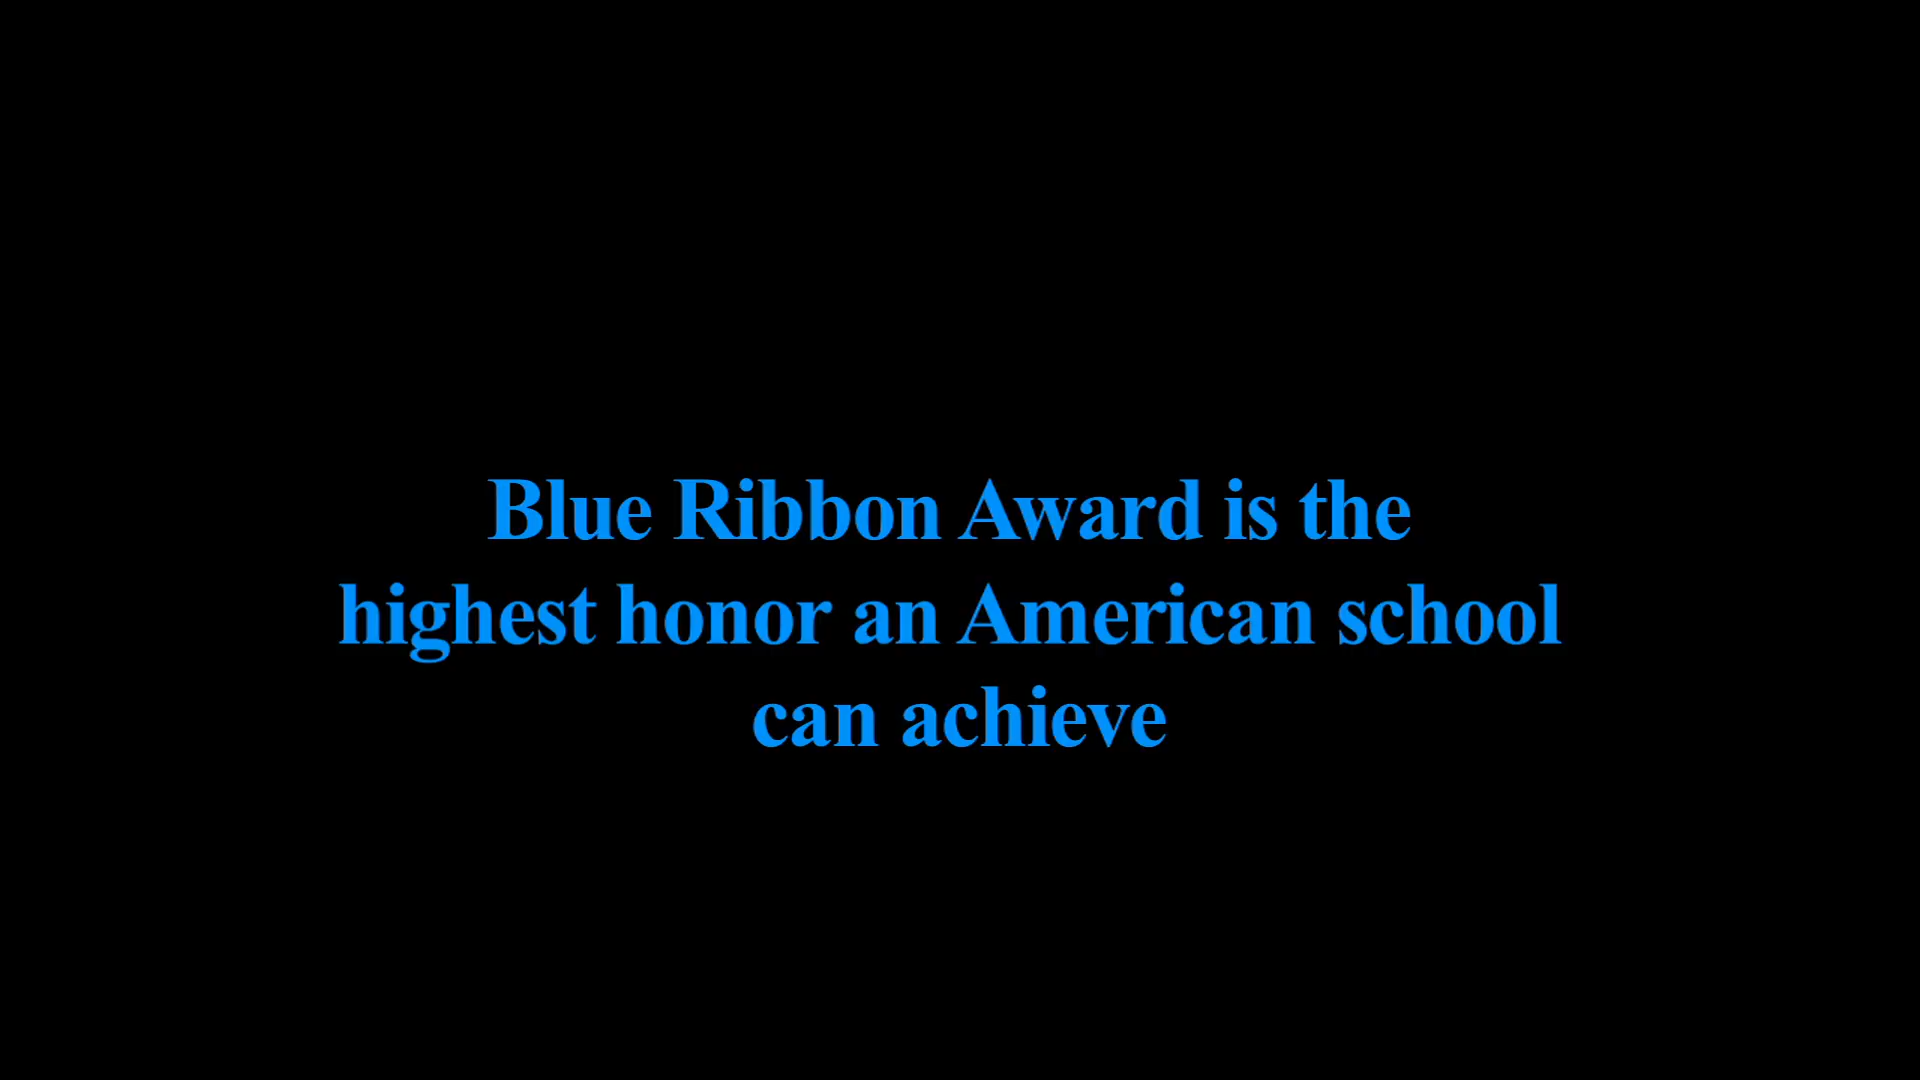 Blue Ribbon Award is the
highest honor an American school
can achieve